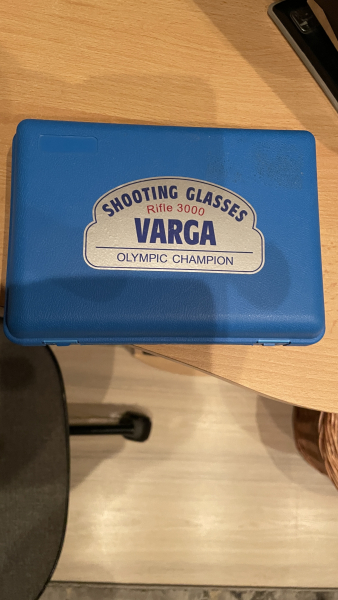 SHOOTING GLASSES
Rifle 3000
VARGA
OLYMPIC CHAMPION